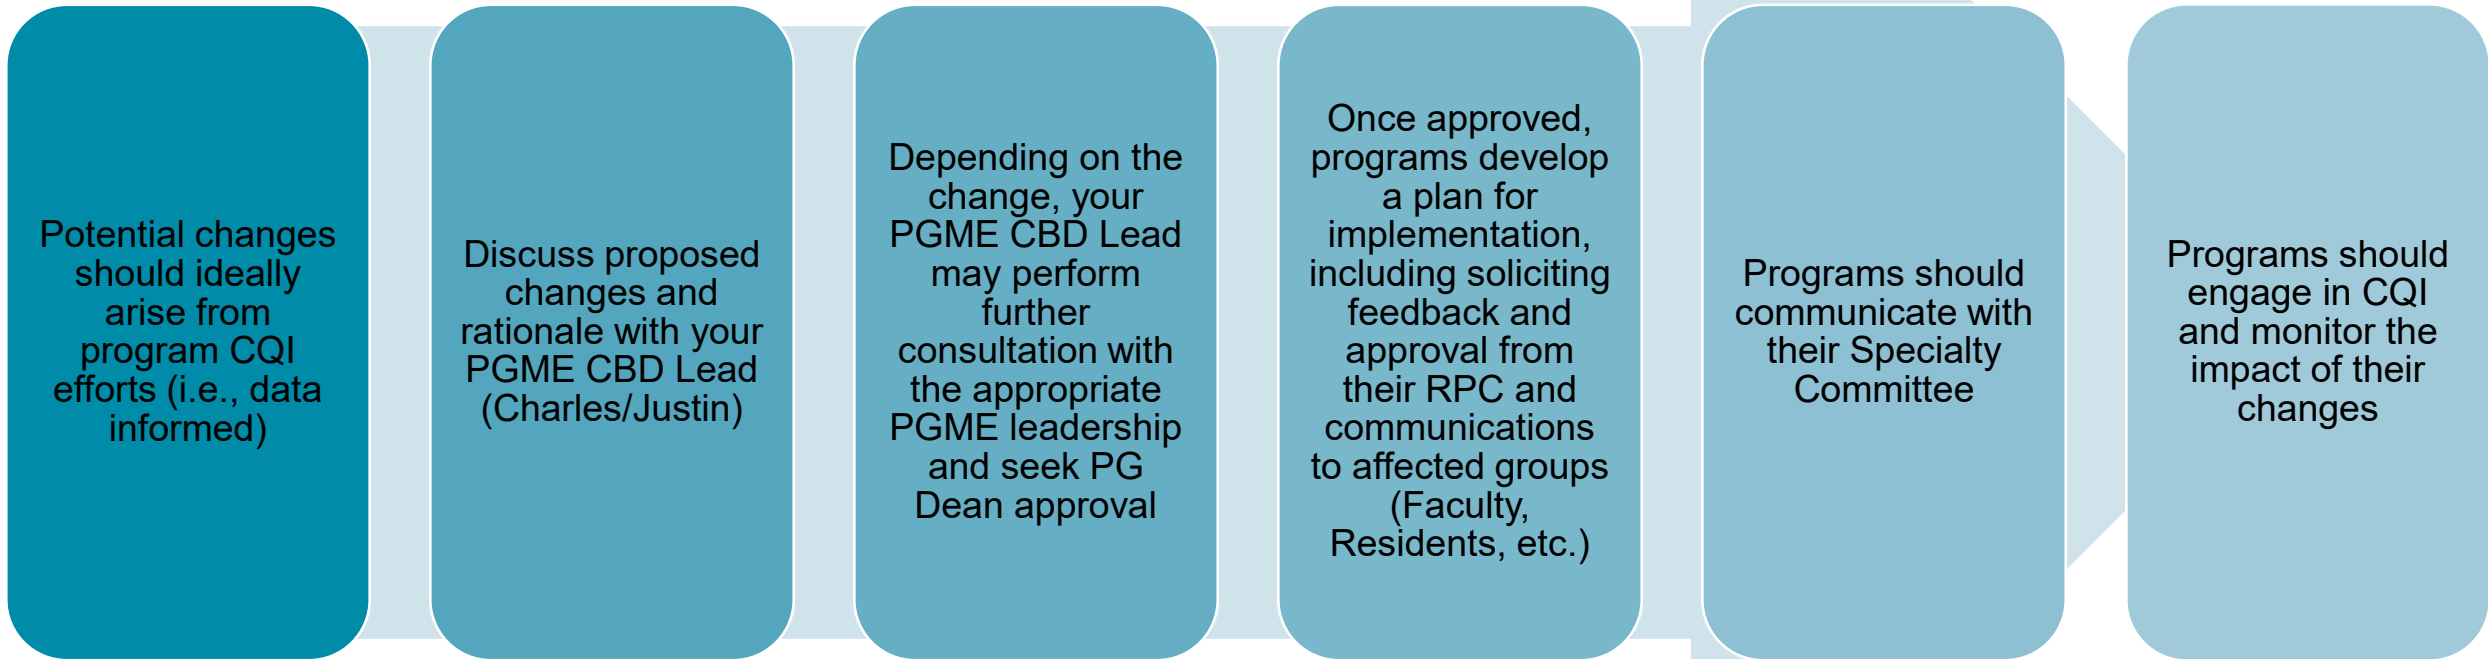 Potential changes
should ideally
arise from
program CQI
efforts (i.e., data
informed)
Discuss proposed
changes and
rationale with your
PGME CBD Lead
(Charles/Justin)
Depending on the
change, your
PGME CBD Lead
may perform
further
consultation with
the appropriate
PGME leadership
and seek PG
Dean approval
Once approved,
programs develop
a plan for
implementation,
including soliciting
feedback and
approval from
their RPC and
communications
to affected groups
(Faculty,
Residents, etc.)
Programs should
communicate with
their Specialty
Committee
Programs should
engage in CQI
and monitor the
impact of their
changes